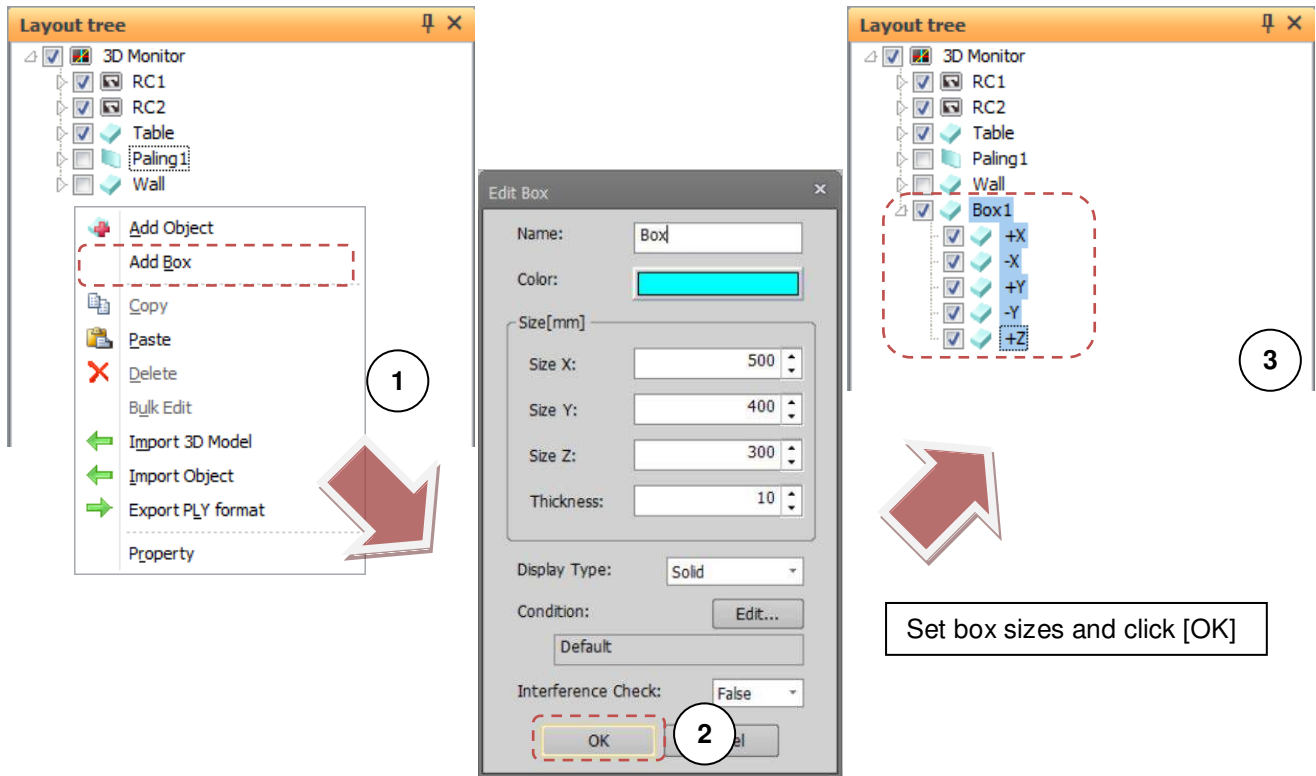 Layout tree
3D Monitor
RC1
RC2
Table
Paling1
Wall
Add Object
Add Box
Copy
Paste
Delete
Bulk Edit
Import 3D Model
Import Object
Export PLY format
Property
1
Edit Box
Name: Box
Color:
Size[mm]
Size X: 500
Size Y: 400
Size Z: 300
Thickness: 10
Display Type: Solid
Condition: Edit...
Default
Interference Check: False
OK
2
el
Layout tree
3D Monitor
RC1
RC2
Table
Paling1
Wall
Box1
+X
-X
+Y
-Y
+Z
3
Set box sizes and click [OK]